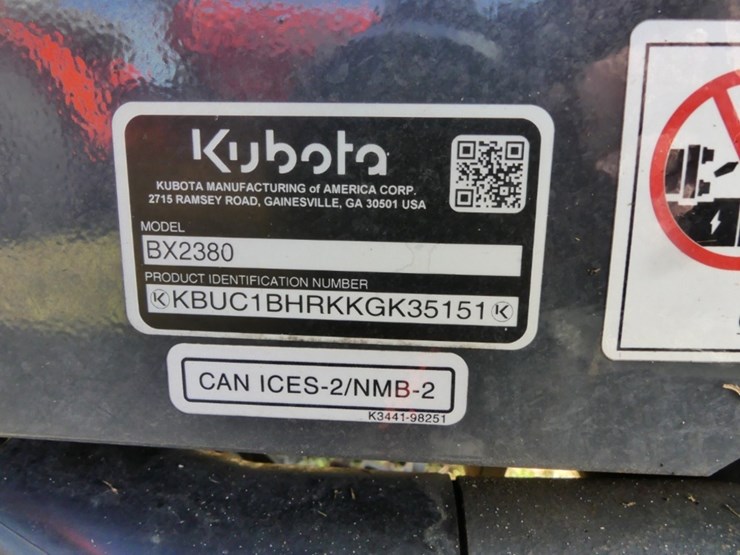 Kubota
KUBOTA MANUFACTURING of AMERICA CORP.
2715 RAMSEY ROAD, GAINESVILLE, GA 30501 USA
MODEL
BX2380
PRODUCT IDENTIFICATION NUMBER
KBUC1BHRKKGK35151
CAN ICES-2/NMB-2
K3441-98251